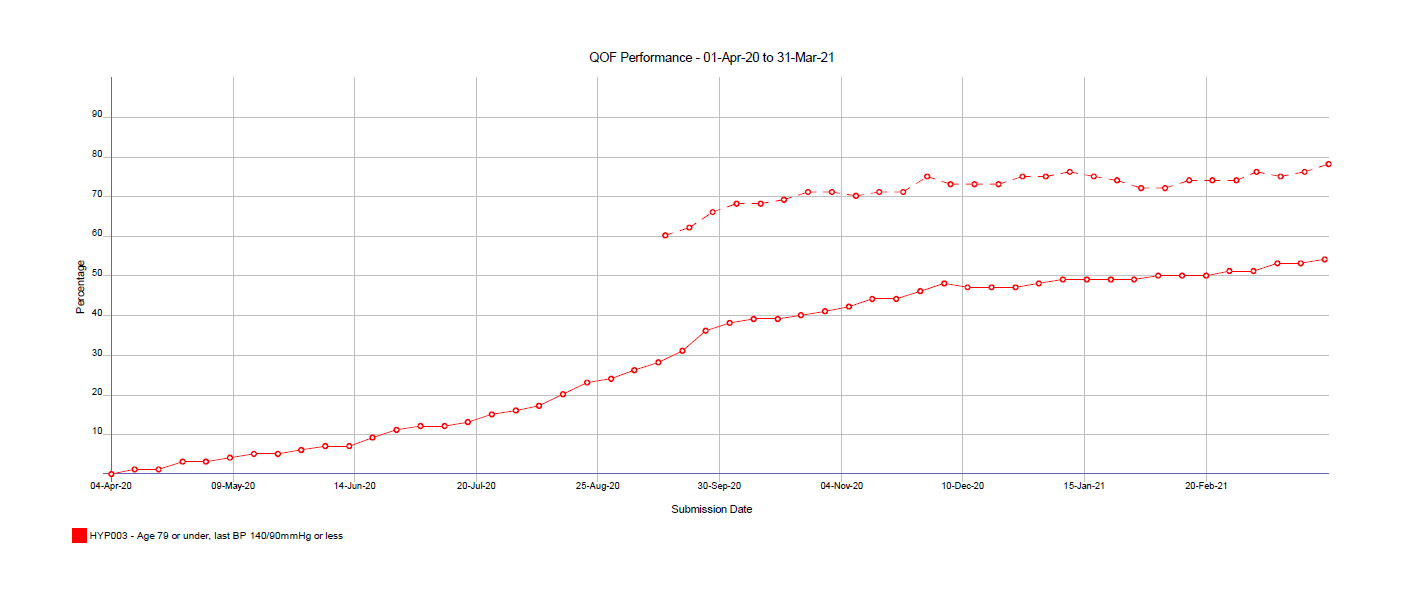 QOF Performance - 01-Apr-20 to 31-Mar-21
Percentage
90
80
70
60
50
40
30
20
10
04-Apr-20 09-May-20 14-Jun-20 20-Jul-20 25-Aug-20 30-Sep-20 04-Nov-20 10-Dec-20 15-Jan-21 20-Feb-21
Submission Date
HYP003 - Age 79 or under, last BP 140/90mmHg or less